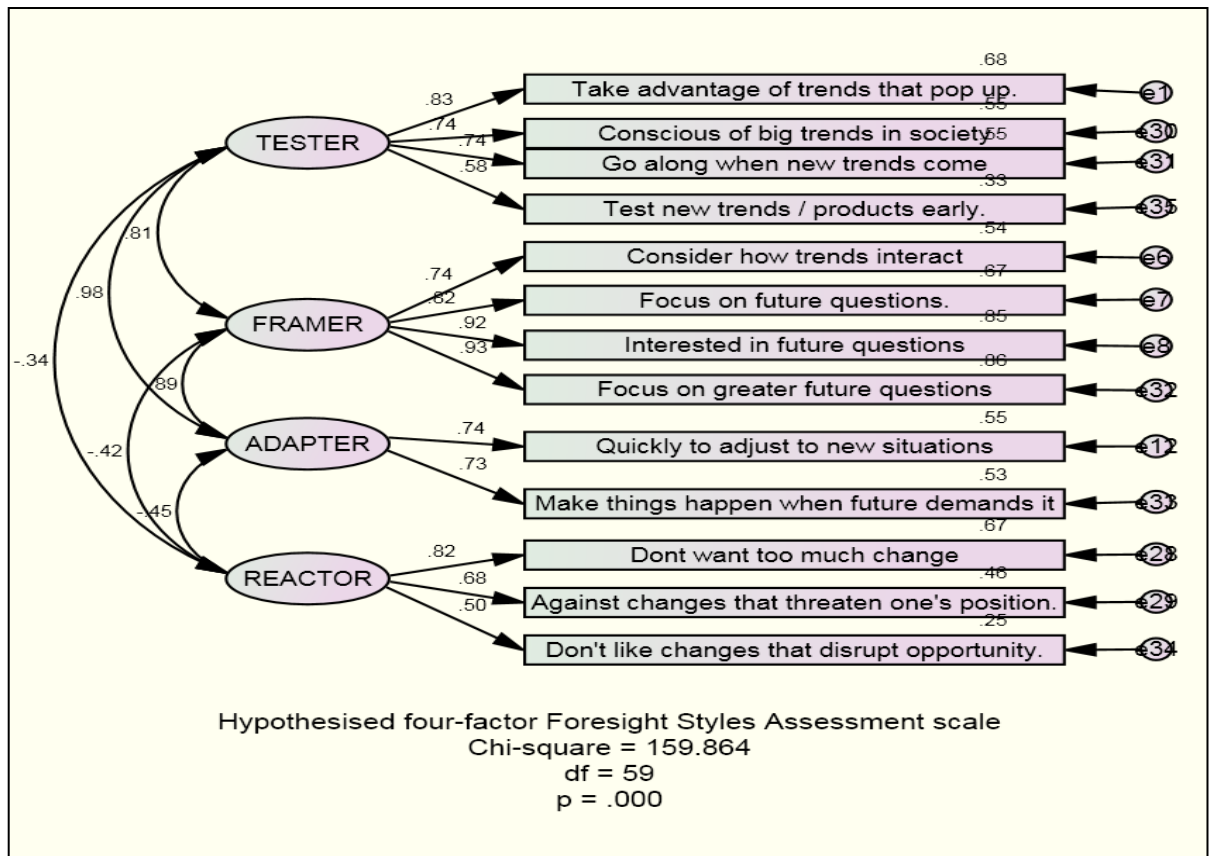 .68
Take advantage of trends that pop up.
e1
.83
.55
TESTER
.74
Conscious of big trends in society
e30
.55
.74
Go along when new trends come
e31
.58
.33
Test new trends / products early.
e35
.81
.54
Consider how trends interact
e6
.74
.67
.98
.82
Focus on future questions.
e7
.85
FRAMER
.92
Interested in future questions
e8
.93
.86
-.34
.89
Focus on greater future questions
e32
.55
.74
ADAPTER
Quickly to adjust to new situations
e12
-.42
.73
.53
Make things happen when future demands it
e33
-.45
.67
.82
Dont want too much change
e28
.46
REACTOR
.68
Against changes that threaten one's position.
e29
.50
.25
Don't like changes that disrupt opportunity.
e34
Hypothesised four-factor Foresight Styles Assessment scale
Chi-square = 159.864
df = 59
p = .000